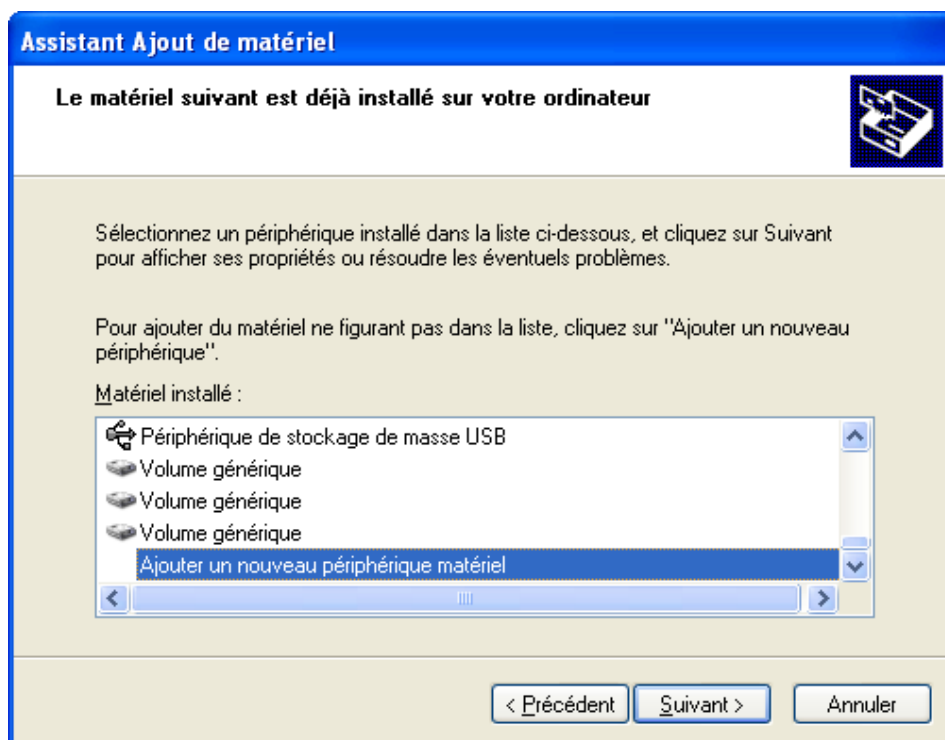 Assistant Ajout de matériel
Le matériel suivant est déjà installé sur votre ordinateur
Sélectionnez un périphérique installé dans la liste ci-dessous, et cliquez sur Suivant
pour afficher ses propriétés ou résoudre les éventuels problèmes.
Pour ajouter du matériel ne figurant pas dans la liste, cliquez sur "Ajouter un nouveau
périphérique".
Matériel installé :
Périphérique de stockage de masse USB
Volume générique
Volume générique
Volume générique
Ajouter un nouveau périphérique matériel
< Précédent Suivant > Annuler